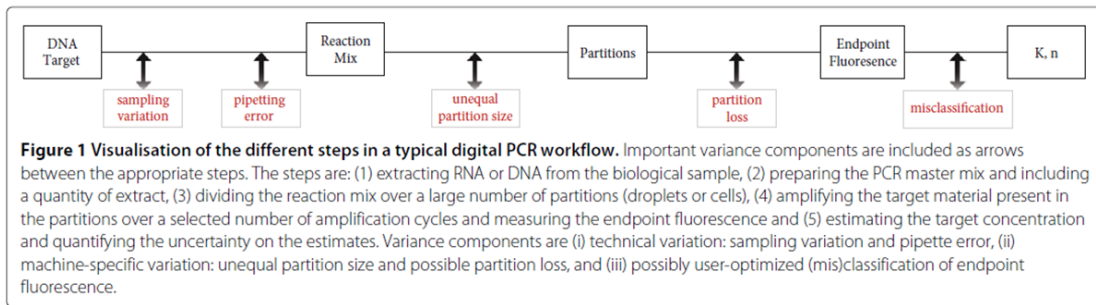 DNA Target
Reaction Mix
Partitions
Endpoint Fluoresence
K, n
sampling variation
pipetting error
unequal partition size
partition loss
misclassification
Figure 1 Visualisation of the different steps in a typical digital PCR workflow. Important variance components are included as arrows
between the appropriate steps. The steps are: (1) extracting RNA or DNA from the biological sample, (2) preparing the PCR master mix and including
a quantity of extract, (3) dividing the reaction mix over a large number of partitions (droplets or cells), (4) amplifying the target material present in
the partitions over a selected number of amplification cycles and measuring the endpoint fluorescence and (5) estimating the target concentration
and quantifying the uncertainty on the estimates. Variance components are (i) technical variation: sampling variation and pipette error, (ii)
machine-specific variation: unequal partition size and possible partition loss, and (iii) possibly user-optimized (mis)classification of endpoint
fluorescence.